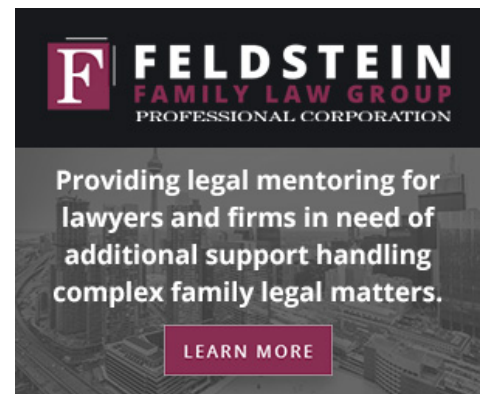 F
FELDSTEIN
FAMILY LAW GROUP
PROFESSIONAL CORPORATION
Providing legal mentoring for
lawyers and firms in need of
additional support handling
complex family legal matters.
LEARN MORE